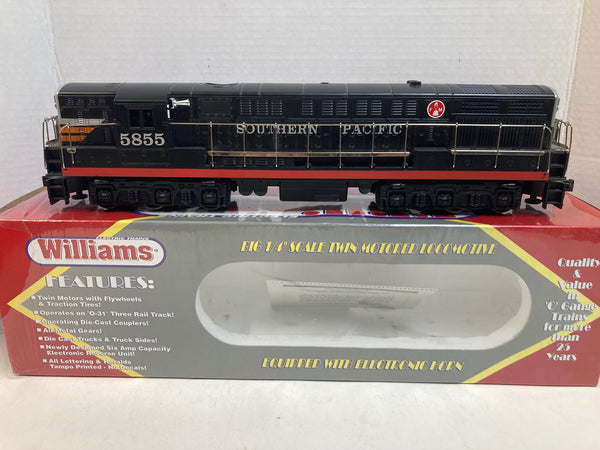 5855
SOUTHERN PACIFIC
ELECTRIC TRAINS
Williams
BIG 1/4" SCALE TWIN MOTORED LOCOMOTIVE
FEATURES:
Twin Motors with Flywheels
& Traction Tires!
Operates on 'O-31' Three Rail Track!
Operating Die-Cast Couplers!
All Metal Gears!
Die Cast Trucks & Truck Sides!
Newly Designed Six Amp Capacity
Electronic Reverse Unit!
All Lettering & Heralds
Tampo Printed - No Decals!
EQUIPPED WITH ELECTRONIC HORN
Quality
& Value
in
'O' Gauge
Trains
for more
than
25
Years